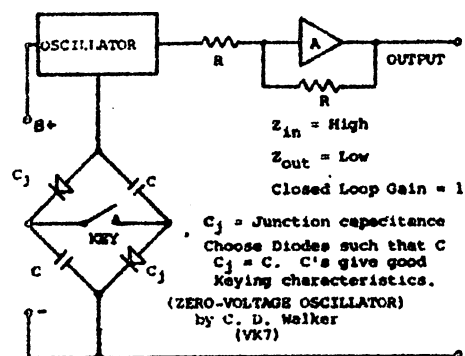 OSCILLATOR
R
A
OUTPUT
R
B+
Zin = High
Zout = Low
Closed Loop Gain = 1
Cj
C
KEY
C
Cj
Cj = Junction capacitance
Choose Diodes such that C
Cj = C. C's give good
Keying characteristics.
(ZERO-VOLTAGE OSCILLATOR)
by C. D. Walker
(VK7)
-